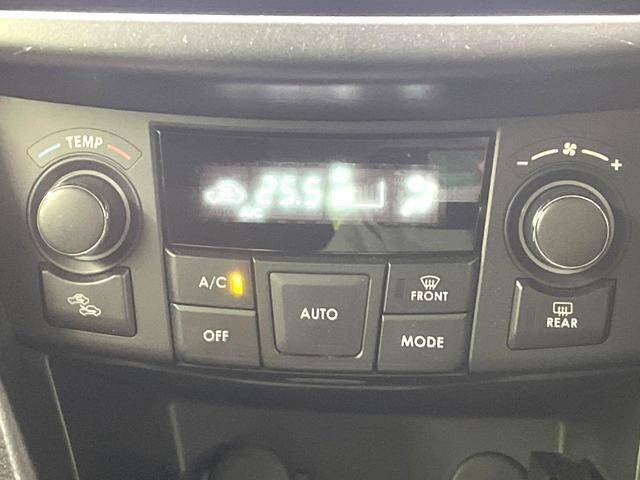 TEMP
- +
25.5
A/C
A/C
AUTO
FRONT
OFF
MODE
REAR